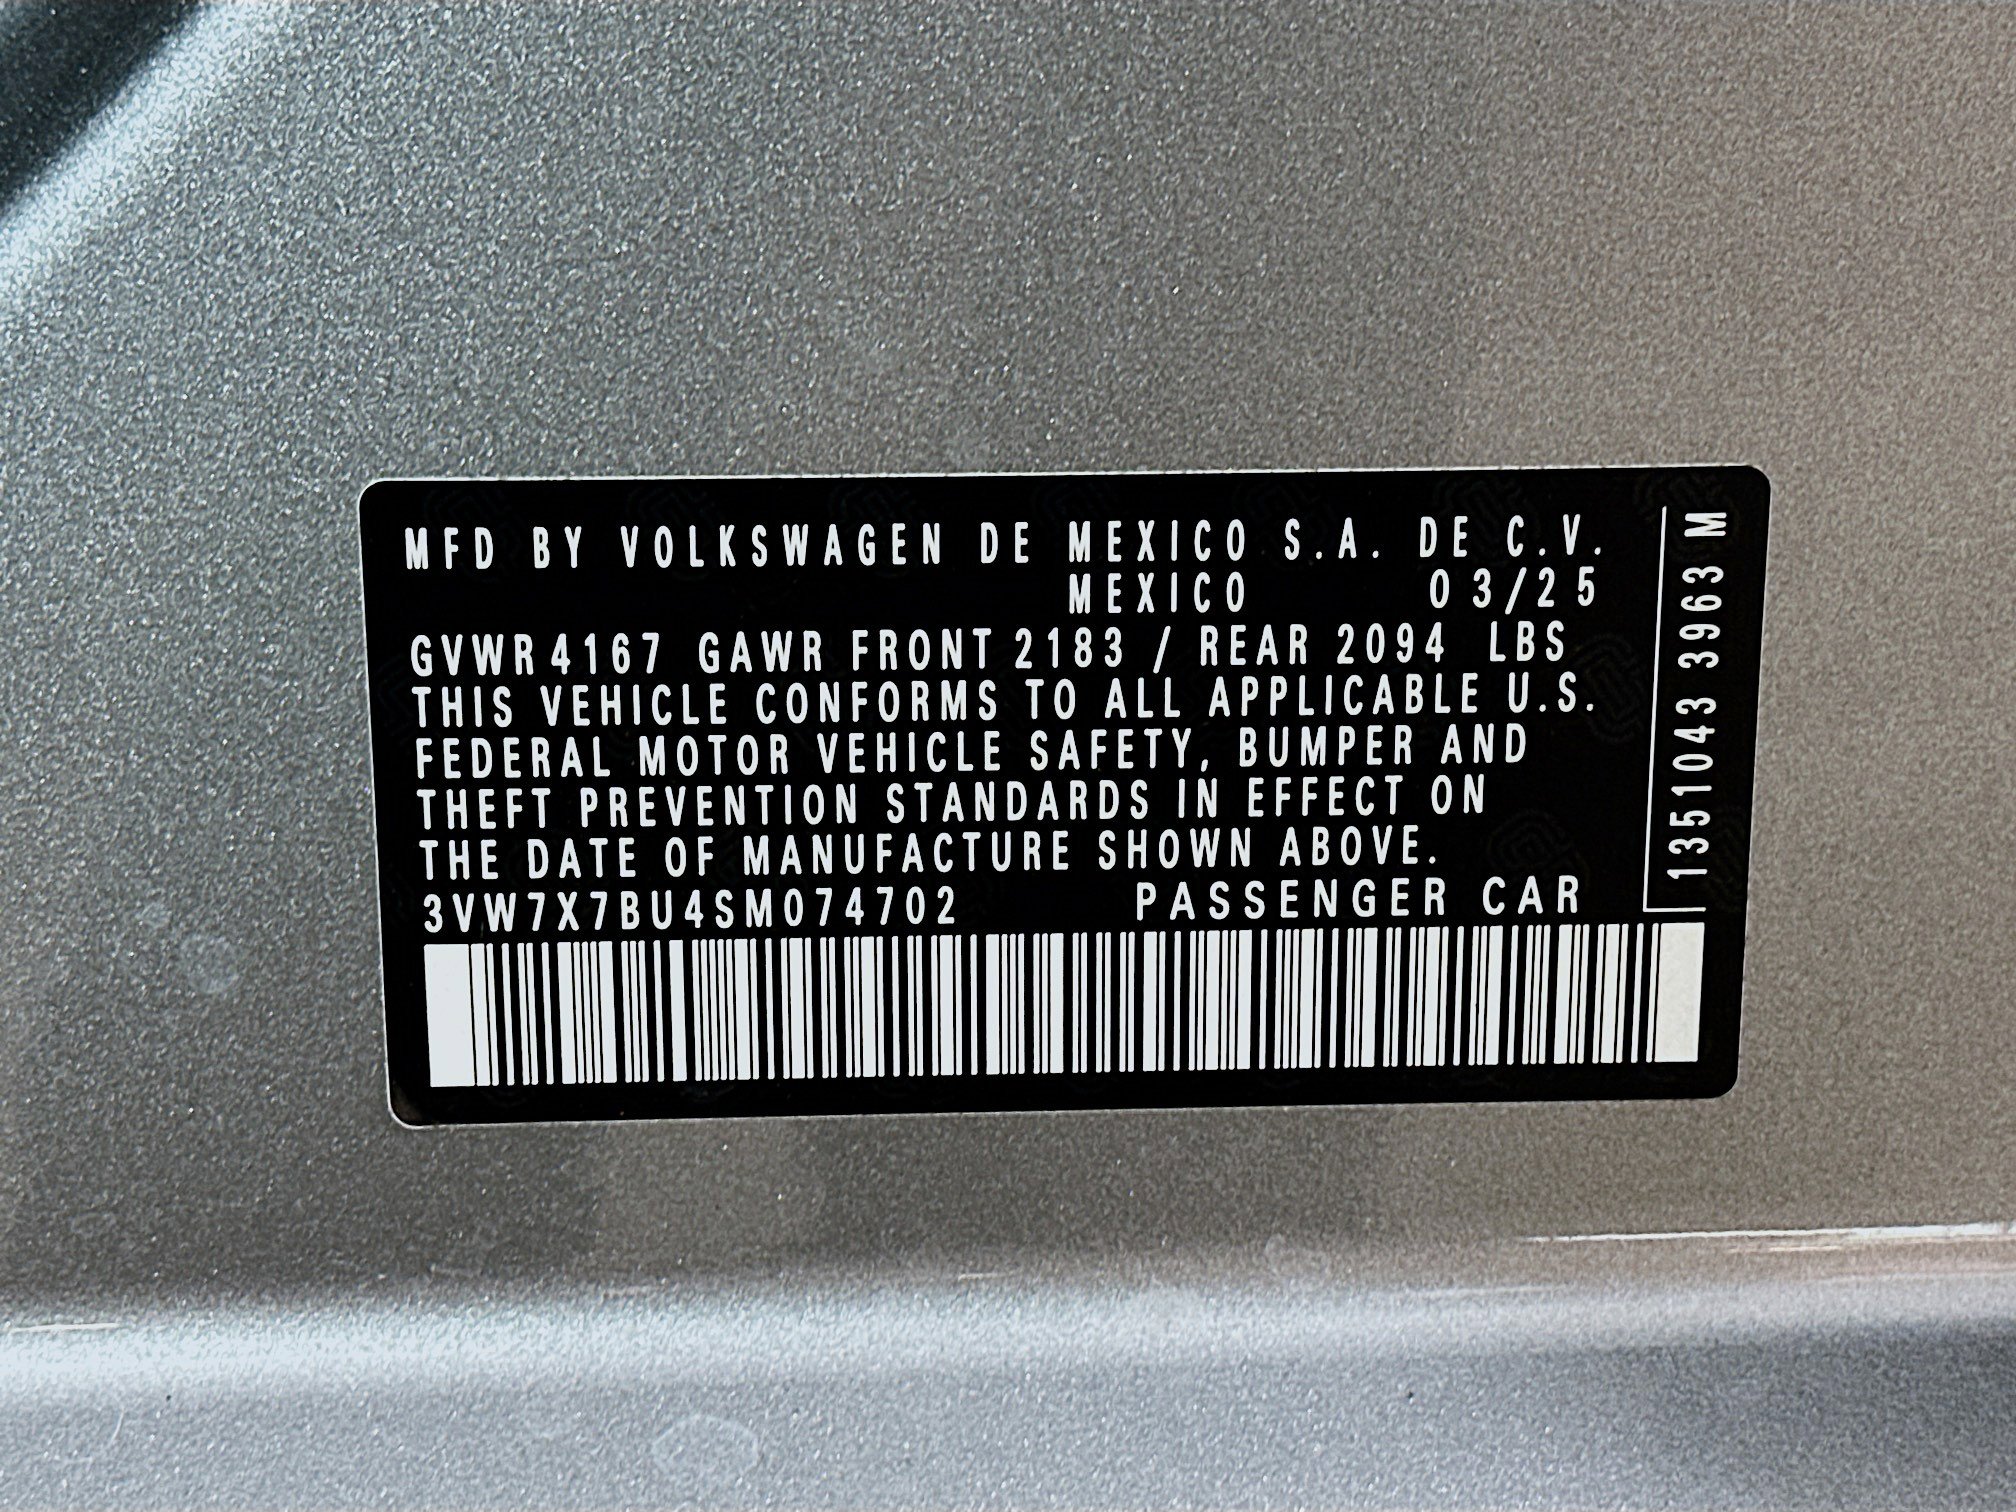 MFD BY VOLKSWAGEN DE MEXICO S.A. DE C.V.
MEXICO 03/25
GVWR 4167 GAWR FRONT 2183 / REAR 2094 LBS
THIS VEHICLE CONFORMS TO ALL APPLICABLE U.S.
FEDERAL MOTOR VEHICLE SAFETY, BUMPER AND
THEFT PREVENTION STANDARDS IN EFFECT ON
THE DATE OF MANUFACTURE SHOWN ABOVE.
3VW7X7BU4SM074702 PASSENGER CAR
1351043 3963 M